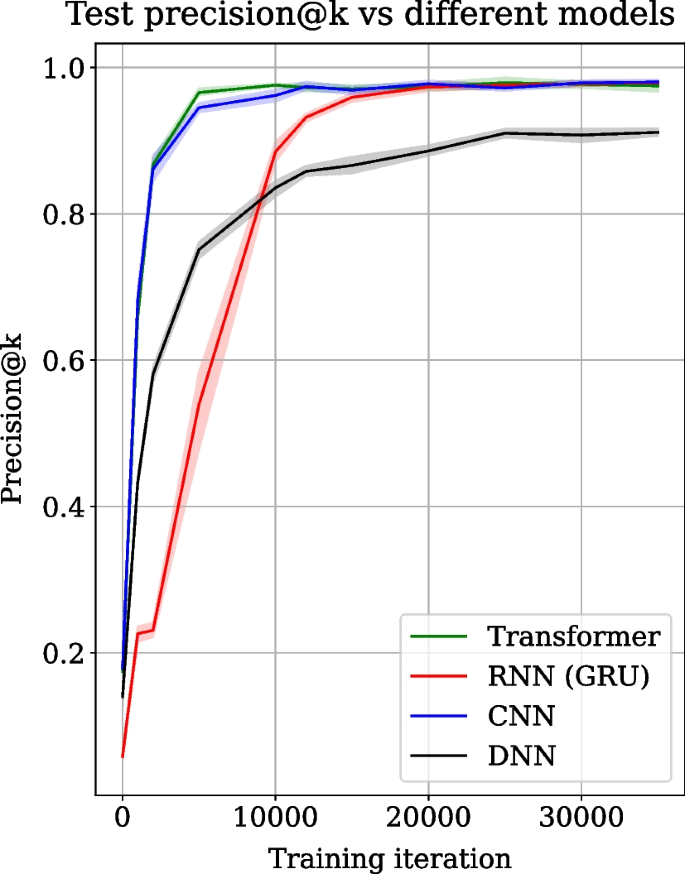 Test precision@k vs different models
1.0
0.8
0.6
0.4
0.2
Precision@k
Transformer
RNN (GRU)
CNN
DNN
0 10000 20000 30000
Training iteration